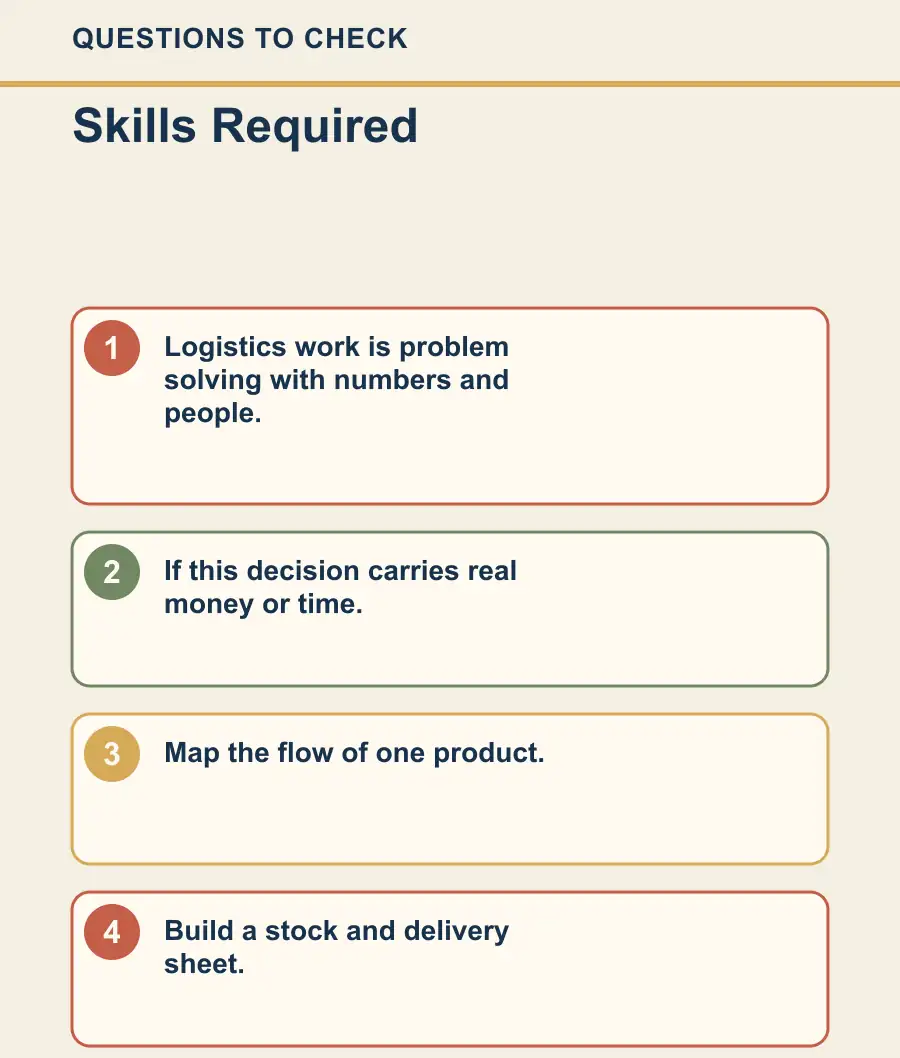 QUESTIONS TO CHECK
Skills Required
1
Logistics work is problem
solving with numbers and
people.
2
If this decision carries real
money or time.
3
Map the flow of one product.
4
Build a stock and delivery
sheet.